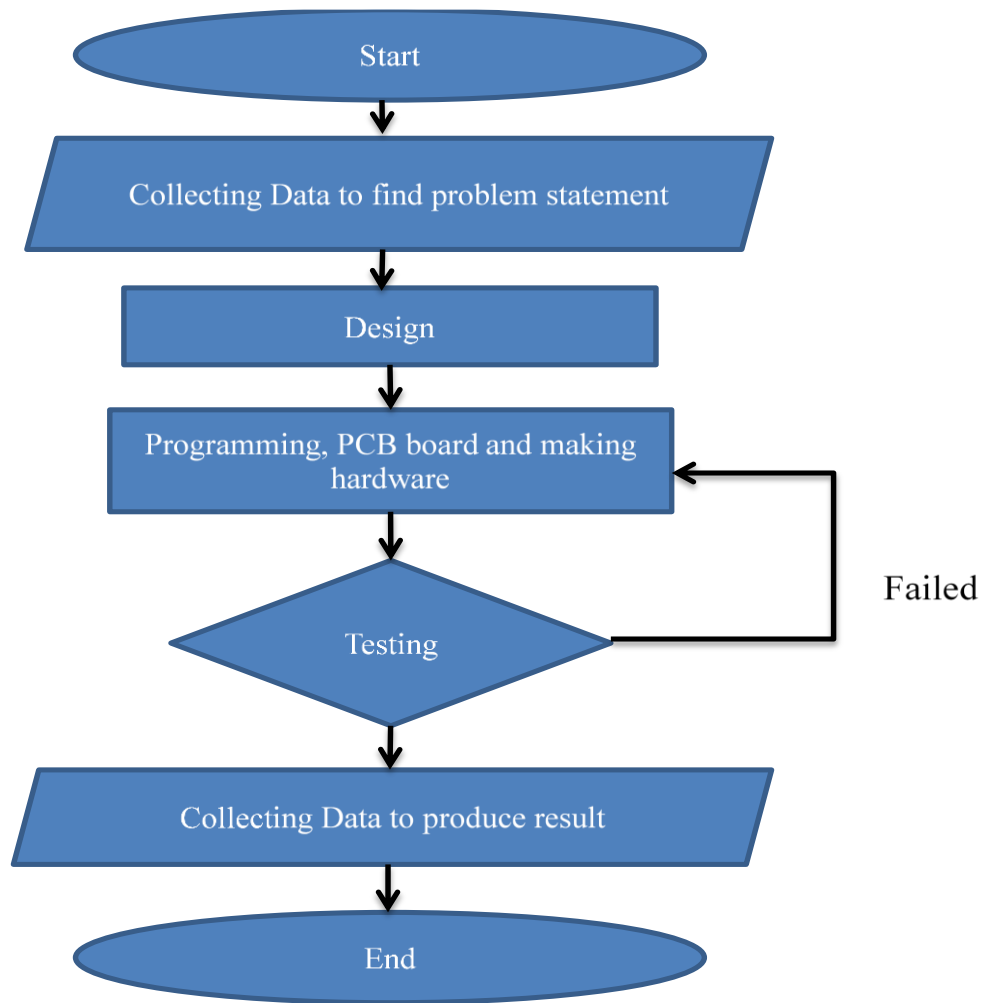 Start
Collecting Data to find problem statement
Design
Programming, PCB board and making
hardware
Failed
Testing
Collecting Data to produce result
End